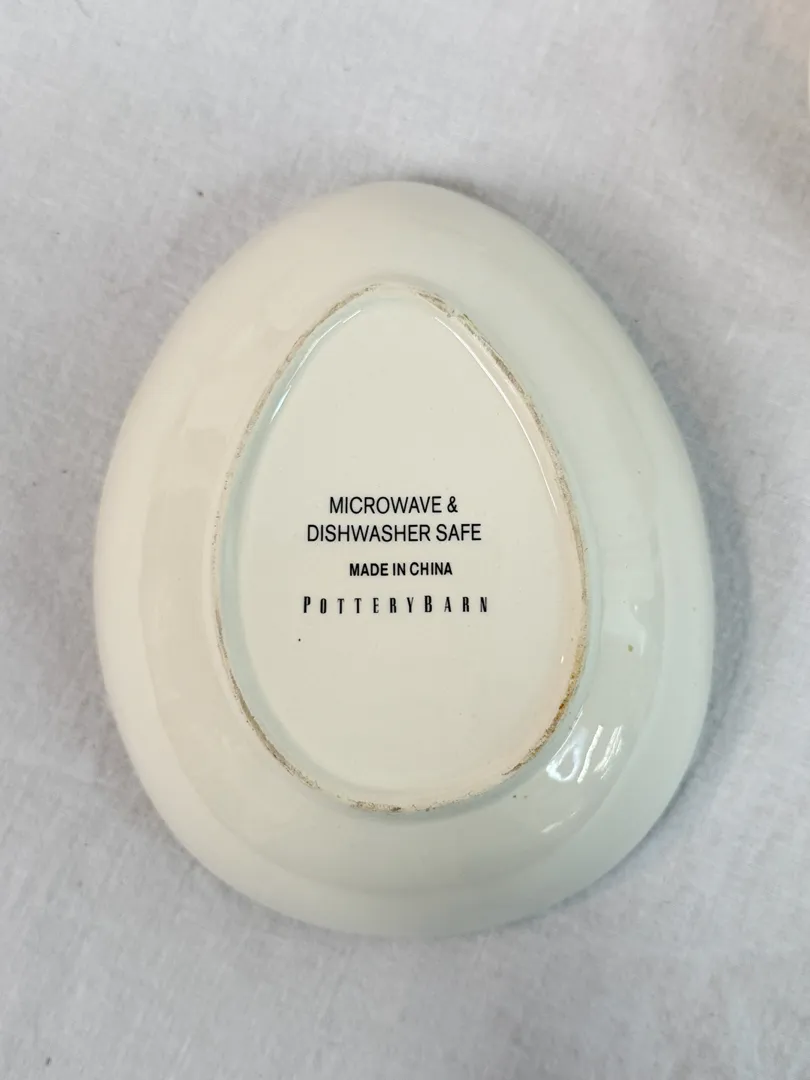 MICROWAVE &
DISHWASHER SAFE
MADE IN CHINA
POTTERYBARN